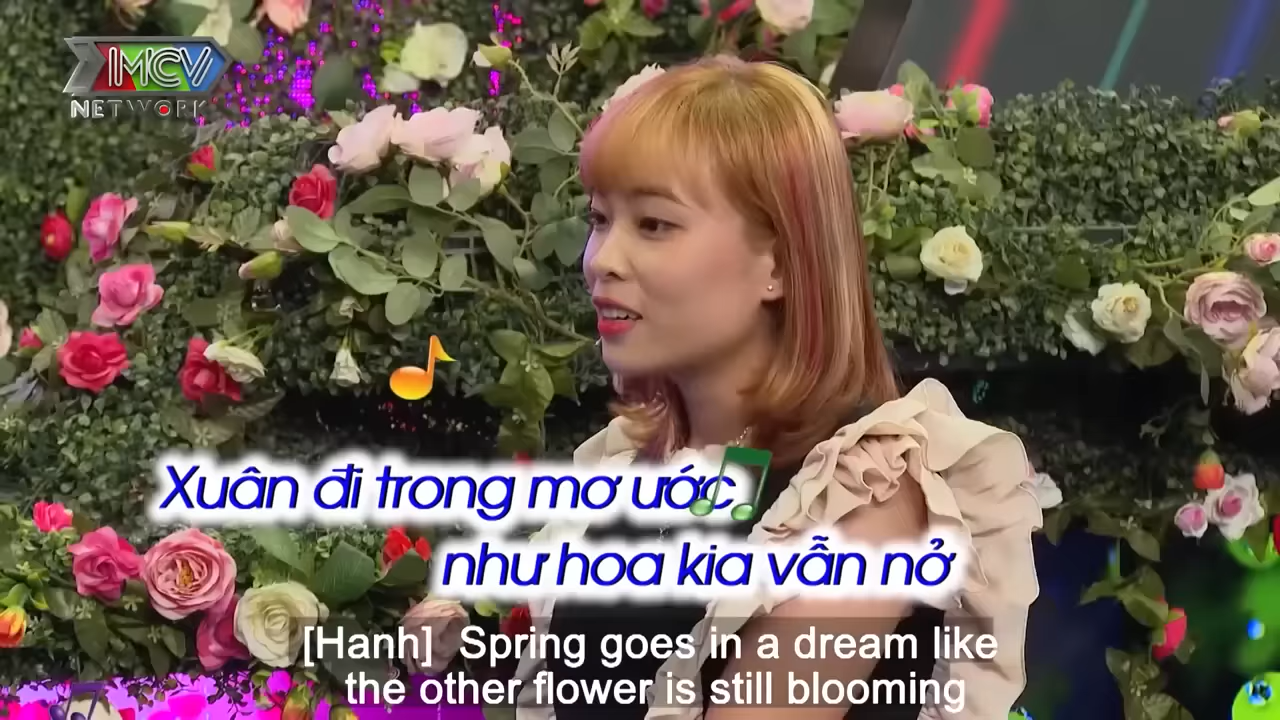 MCV
NETWORK
Xuân đi trong mơ ước
như hoa kia vẫn nở
[Hanh] Spring goes in a dream like
the other flower is still blooming